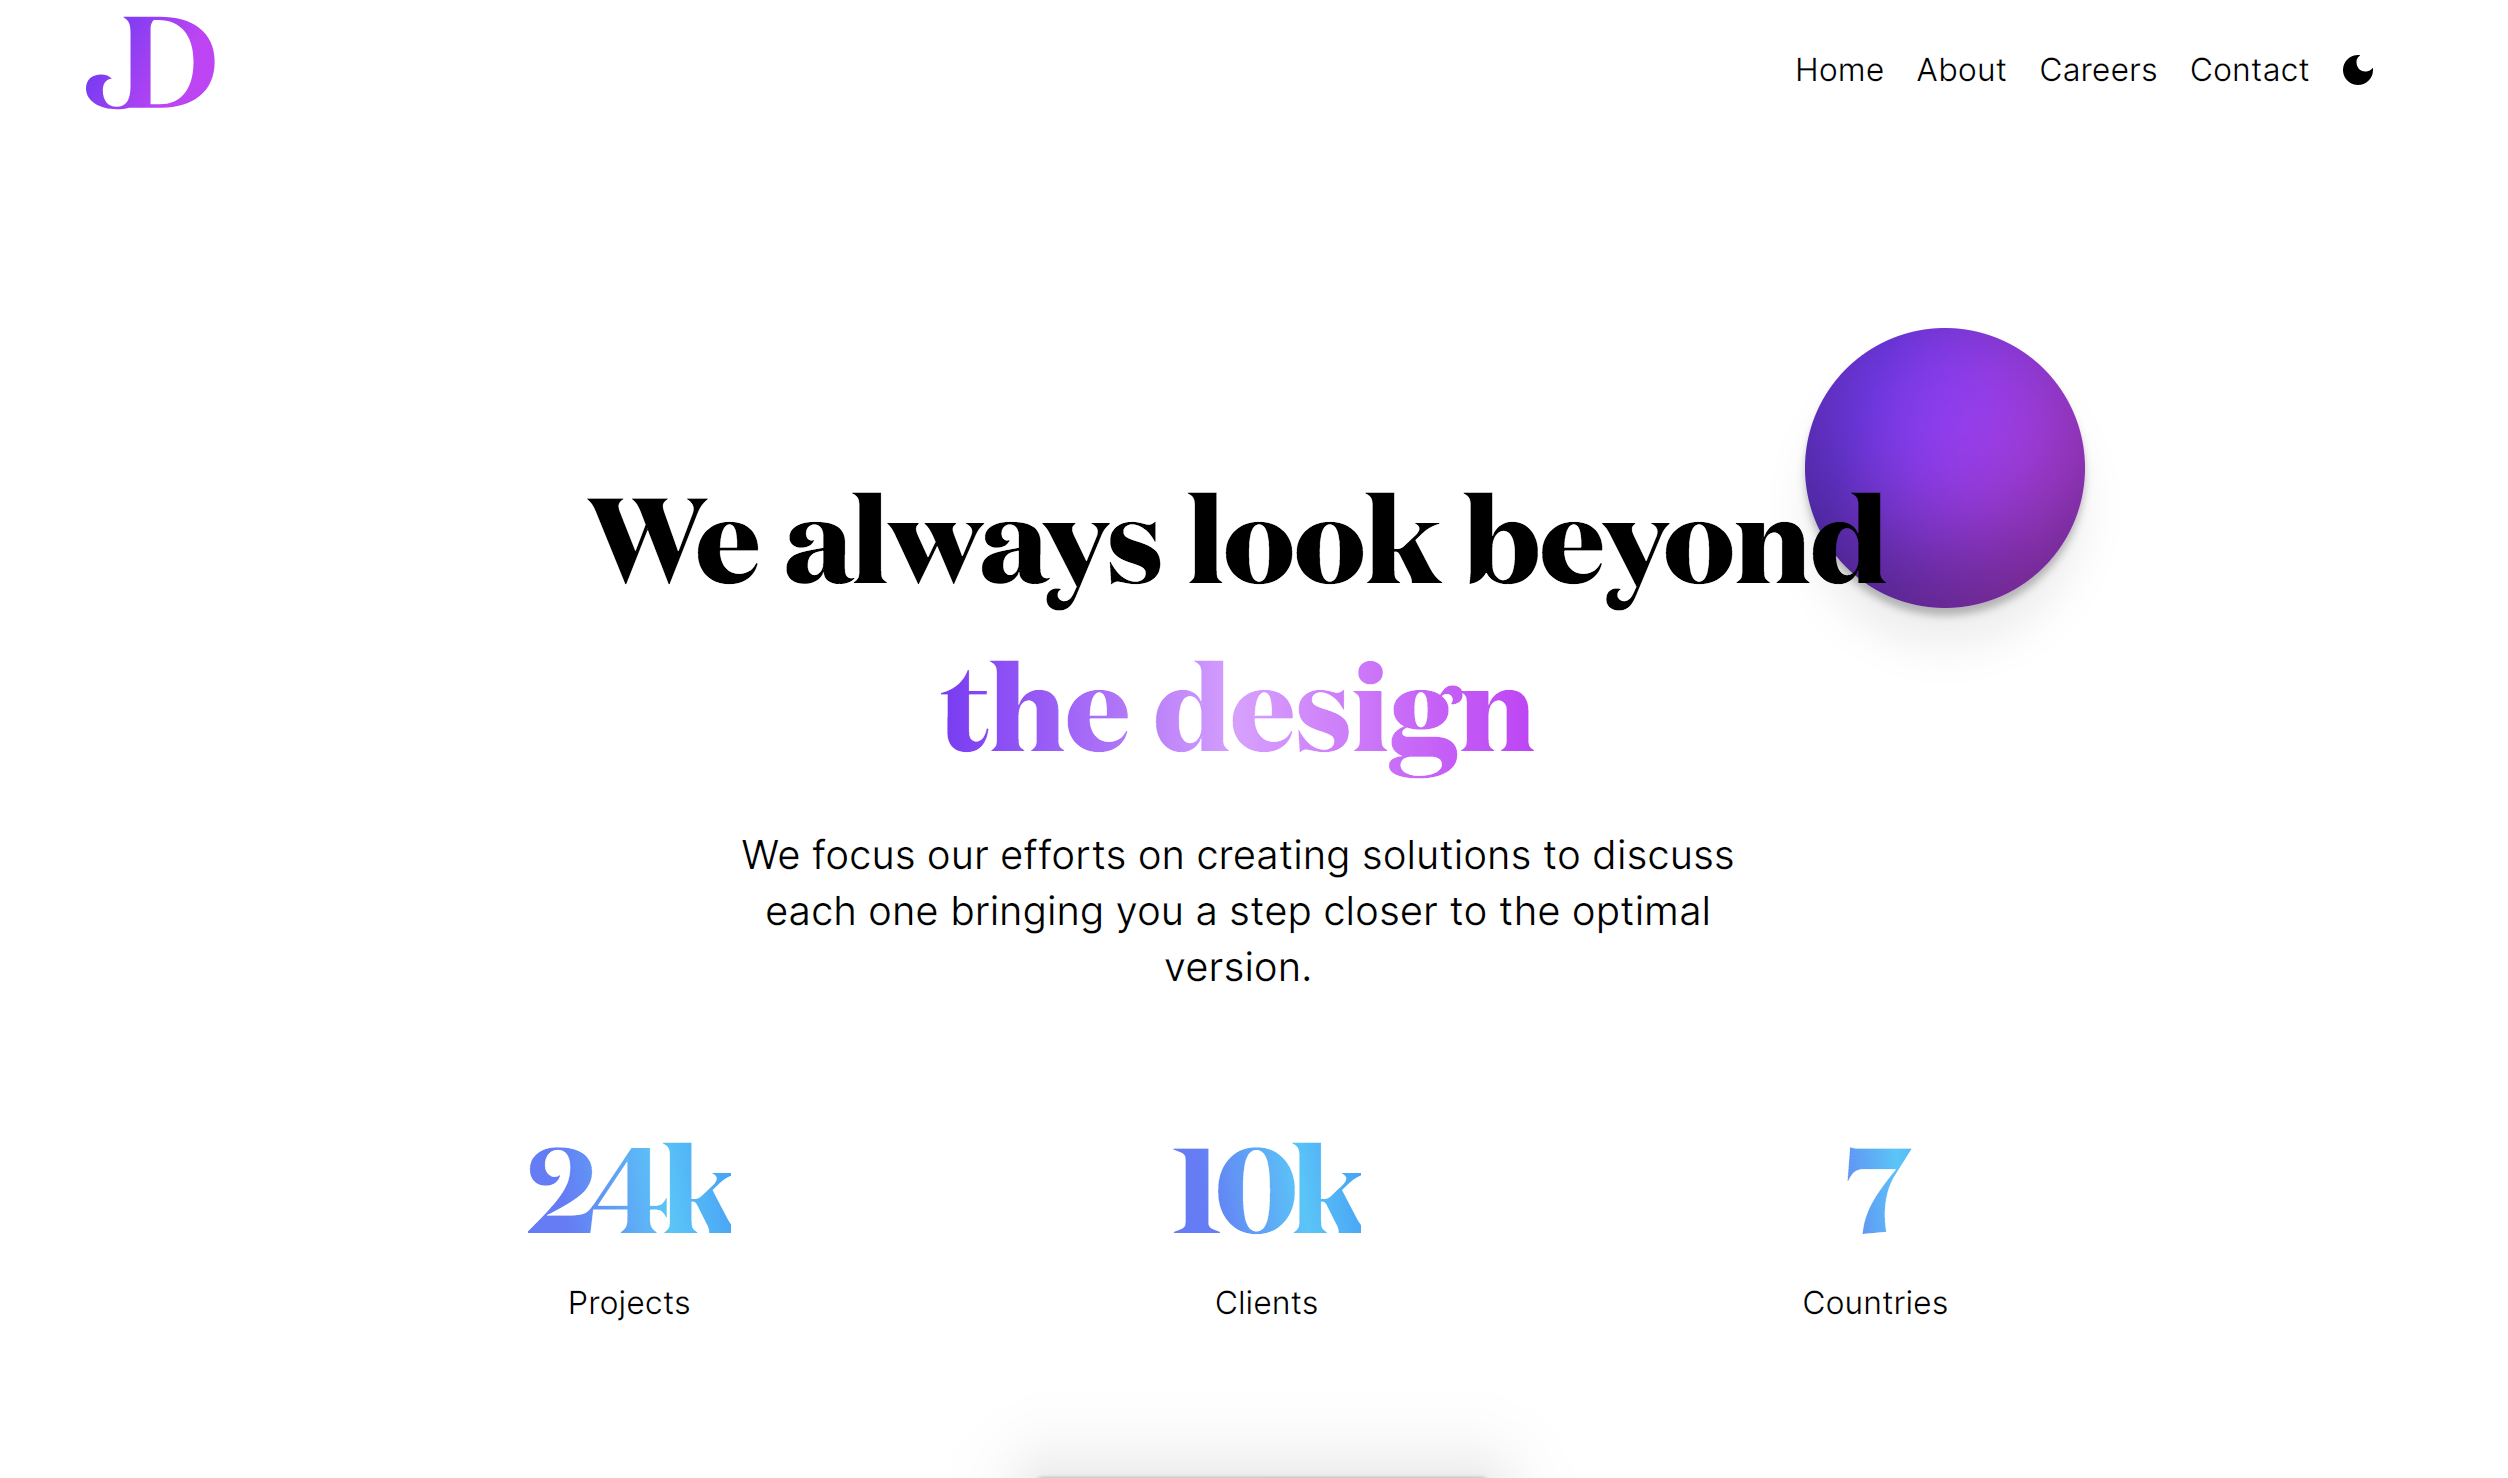 JD
Home About Careers Contact
We always look beyond
the design
We focus our efforts on creating solutions to discuss
each one bringing you a step closer to the optimal
version.
24k 10k 7
Projects Clients Countries